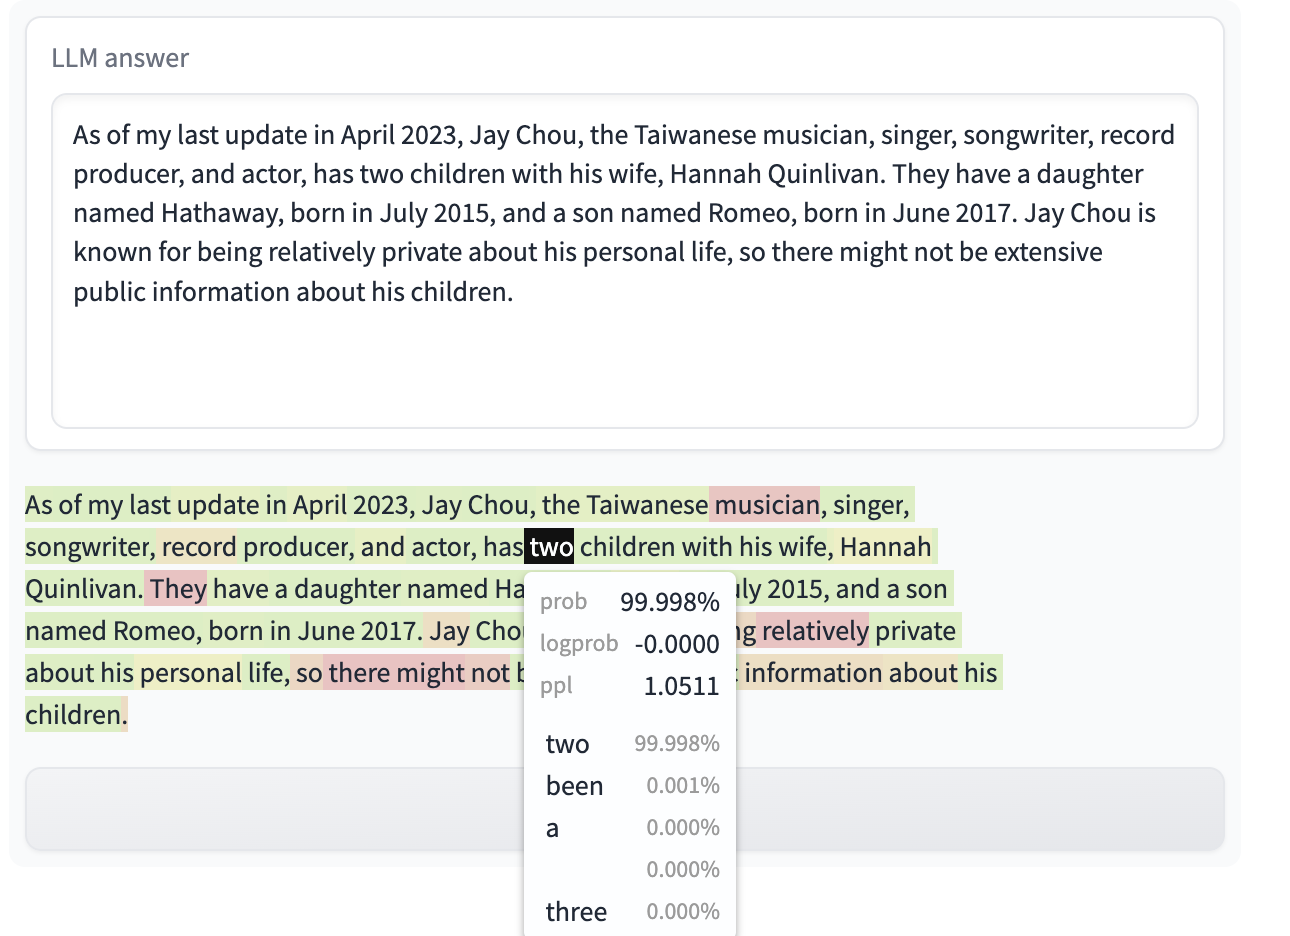 LLM answer
As of my last update in April 2023, Jay Chou, the Taiwanese musician, singer, songwriter, record
producer, and actor, has two children with his wife, Hannah Quinlivan. They have a daughter
named Hathaway, born in July 2015, and a son named Romeo, born in June 2017. Jay Chou is
known for being relatively private about his personal life, so there might not be extensive
public information about his children.
As of my last update in April 2023, Jay Chou, the Taiwanese musician, singer,
songwriter, record producer, and actor, has two children with his wife, Hannah
Quinlivan. They have a daughter named Ha uly 2015, and a son
named Romeo, born in June 2017. Jay Chou ng relatively private
about his personal life, so there might not b t information about his
children.
prob 99.998%
logprob -0.0000
ppl 1.0511
two 99.998%
been 0.001%
a 0.000%
0.000%
three 0.000%